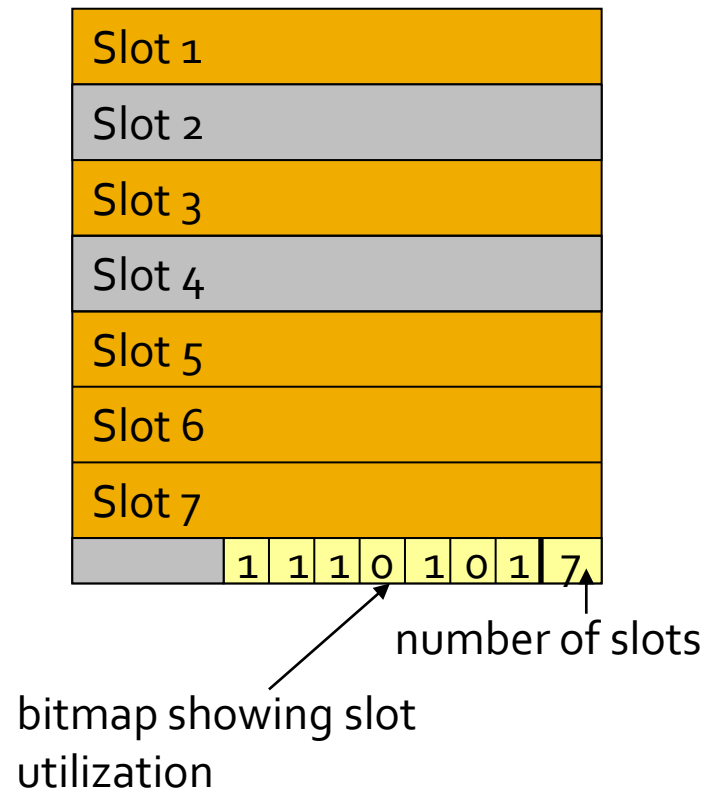 Slot 1
Slot 2
Slot 3
Slot 4
Slot 5
Slot 6
Slot 7
1 1 1 0 1 0 1 7
number of slots
bitmap showing slot
utilization